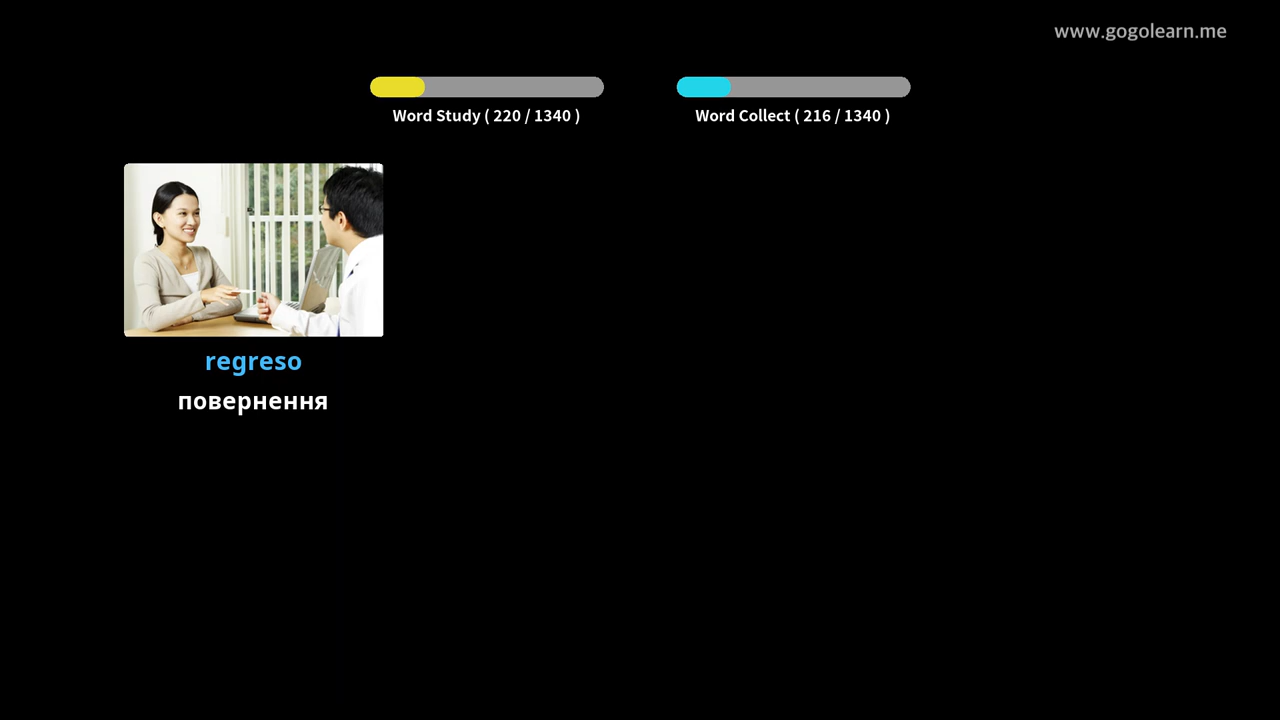 www.gogolearn.me
Word Study ( 220 / 1340 )
Word Collect ( 216 / 1340 )
regreso
повернення